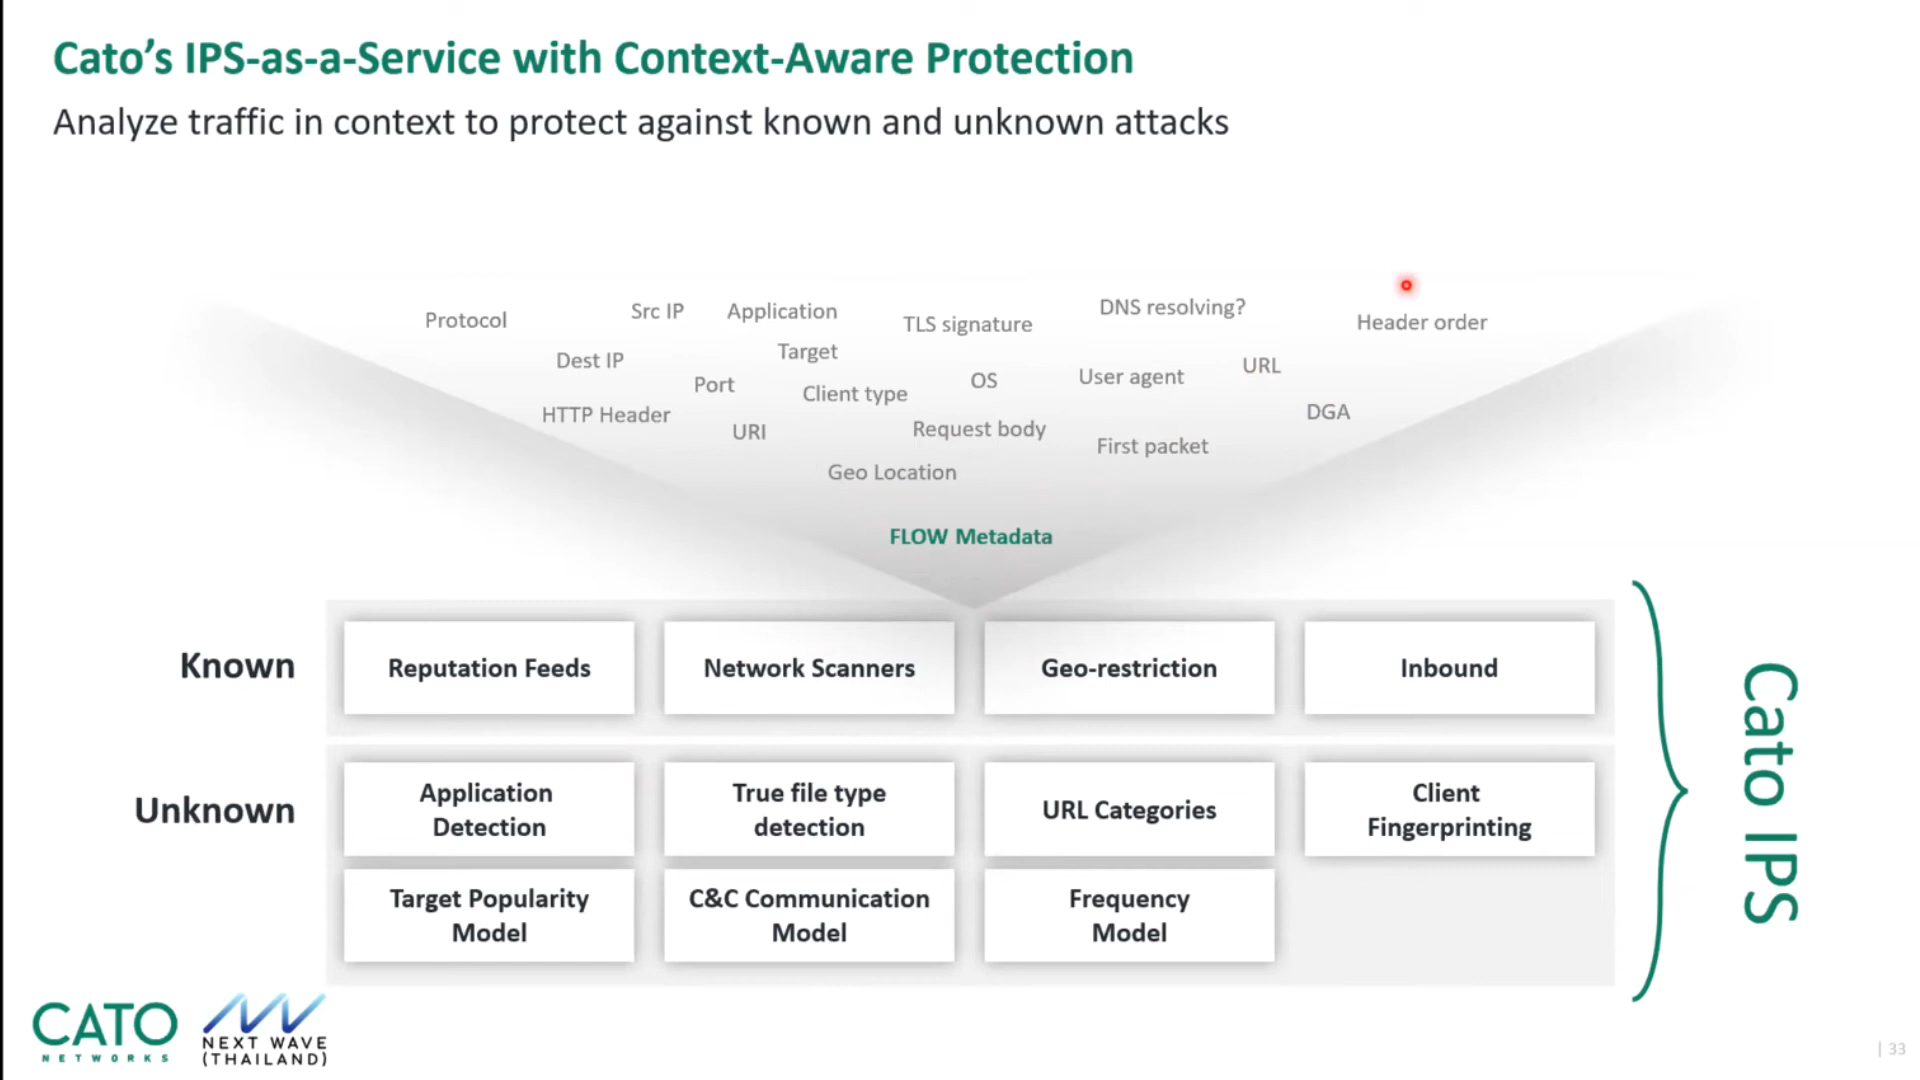 Cato's IPS-as-a-Service with Context-Aware Protection
Analyze traffic in context to protect against known and unknown attacks
Protocol
Src IP
Application
TLS signature
DNS resolving?
Header order
Dest IP
Target
Port
Client type
OS
User agent
URL
HTTP Header
URI
Request body
First packet
DGA
Geo Location
FLOW Metadata
Known
Reputation Feeds
Network Scanners
Geo-restriction
Inbound
Unknown
Application
Detection
True file type
detection
URL Categories
Client
Fingerprinting
Target Popularity
Model
C&C Communication
Model
Frequency
Model
Cato IPS
CATO
NETWORKS
NEXT WAVE
(THAILAND)
| 33